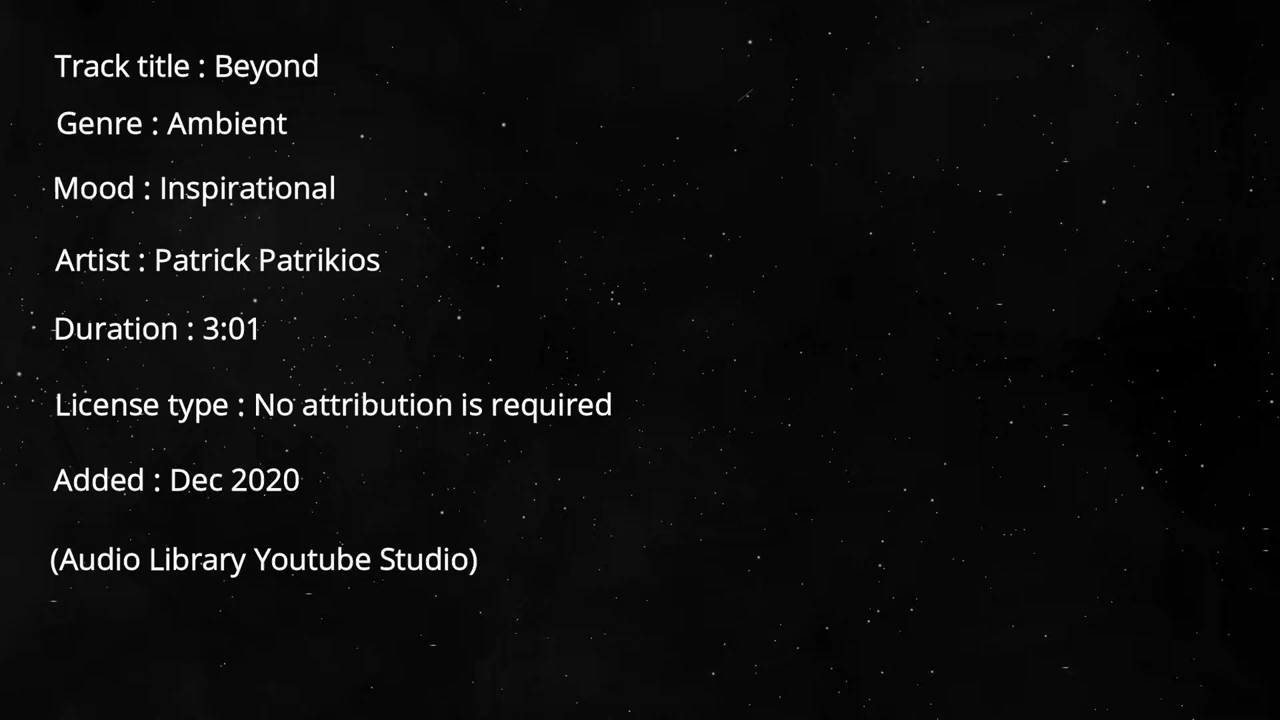 Track title : Beyond
Genre : Ambient
Mood : Inspirational
Artist : Patrick Patrikios
Duration : 3:01
License type : No attribution is required
Added : Dec 2020
(Audio Library Youtube Studio)